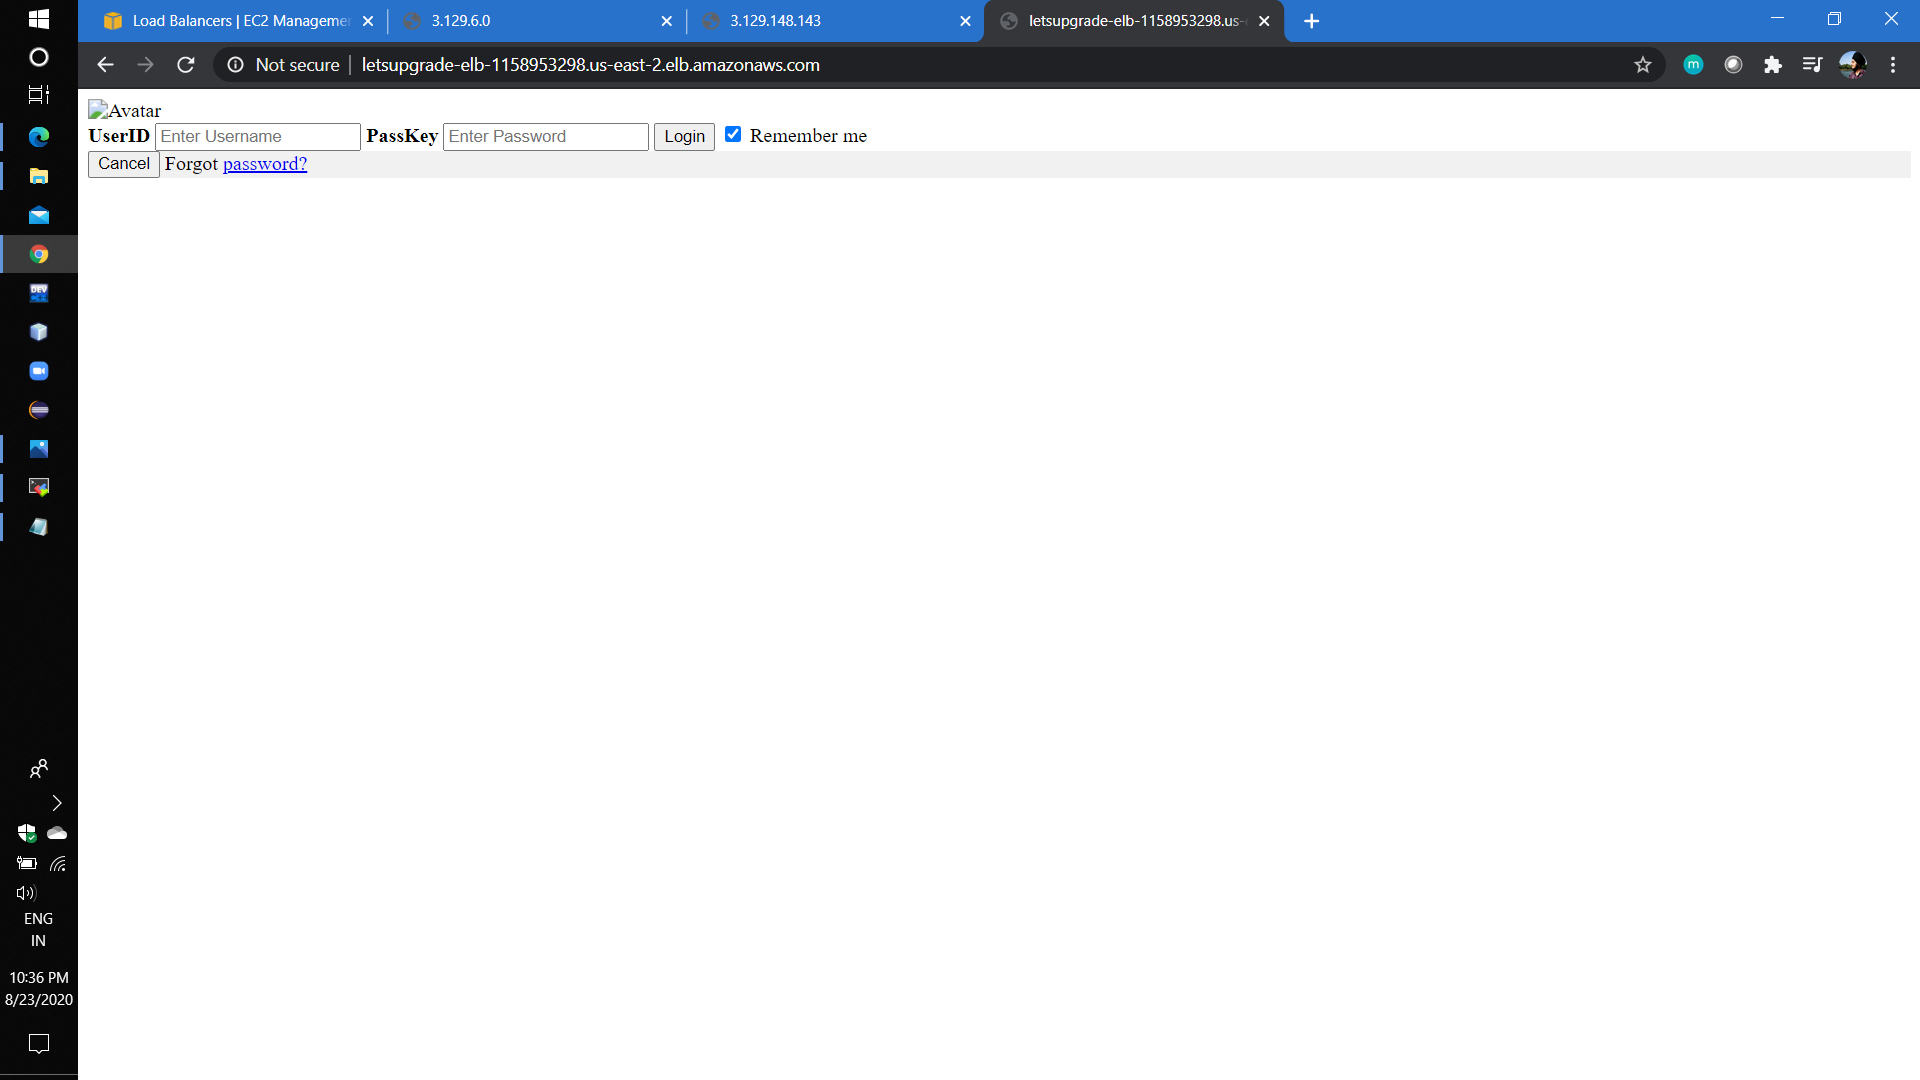 Load Balancers | EC2 Manageme
3.129.6.0
3.129.148.143
letsupgrade-elb-1158953298.us-
Not secure
letsupgrade-elb-1158953298.us-east-2.elb.amazonaws.com
m
Avatar
UserID Enter Username PassKey Enter Password Login Remember me
Cancel Forgot password?
DEV
C++
ENG
IN
10:36 PM
8/23/2020